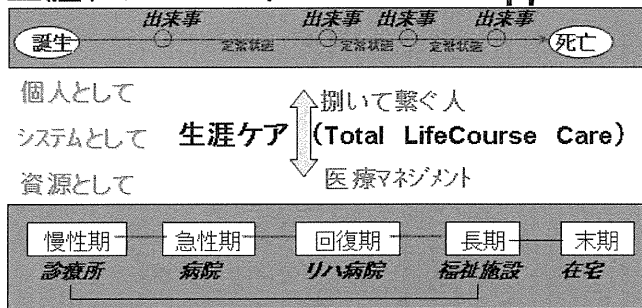 出来事 出来事 出来事 出来事
誕生 定常状態 定常状態 定常状態 死亡
個人として 捌いて繋ぐ人
システムとして 生涯ケア (Total LifeCourse Care)
資源として 医療マネジメント
慢性期 急性期 回復期 長期 末期
診療所 病院 リハ病院 福祉施設 在宅